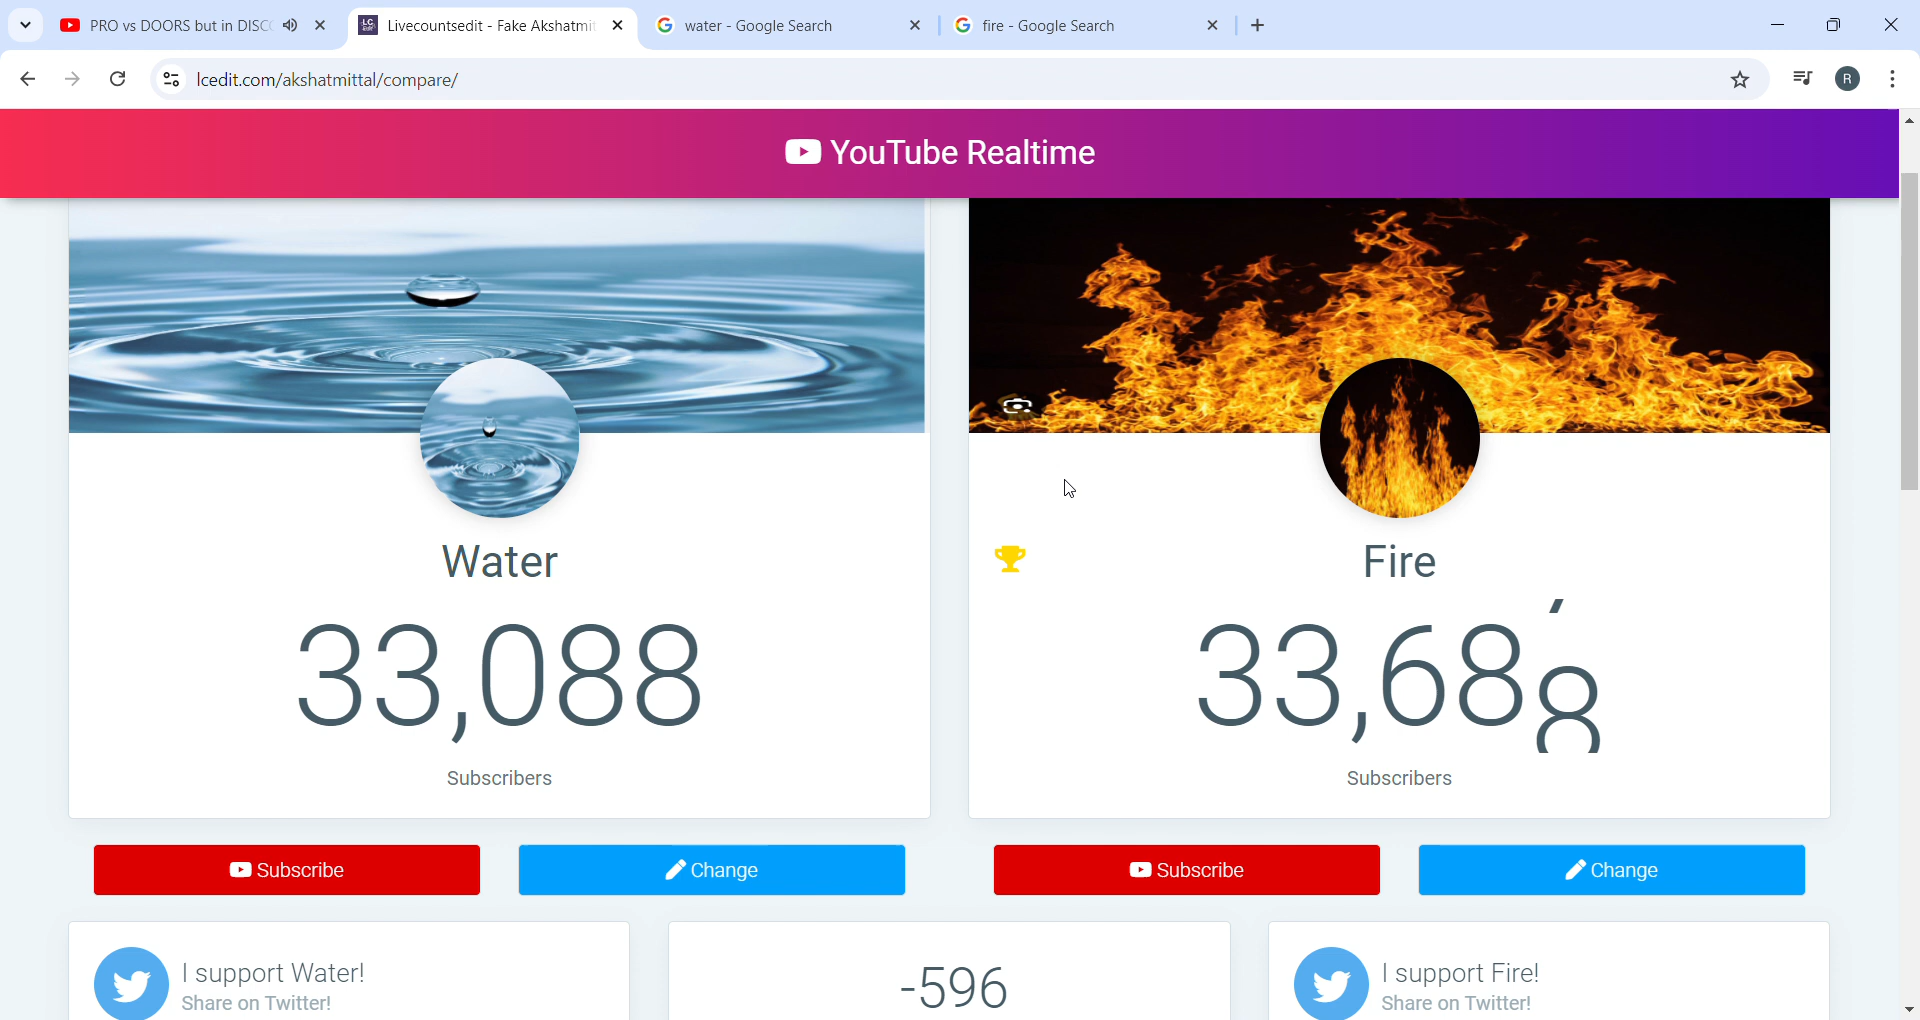 PRO vs DOORS but in DISC
Livecountsedit - Fake Akshatmit
water - Google Search
fire - Google Search
lcedit.com/akshatmittal/compare/
R
YouTube Realtime
Water
Fire
33,088
33,688
Subscribers
Subscribers
Subscribe
Change
Subscribe
Change
I support Water!
Share on Twitter!
-596
I support Fire!
Share on Twitter!